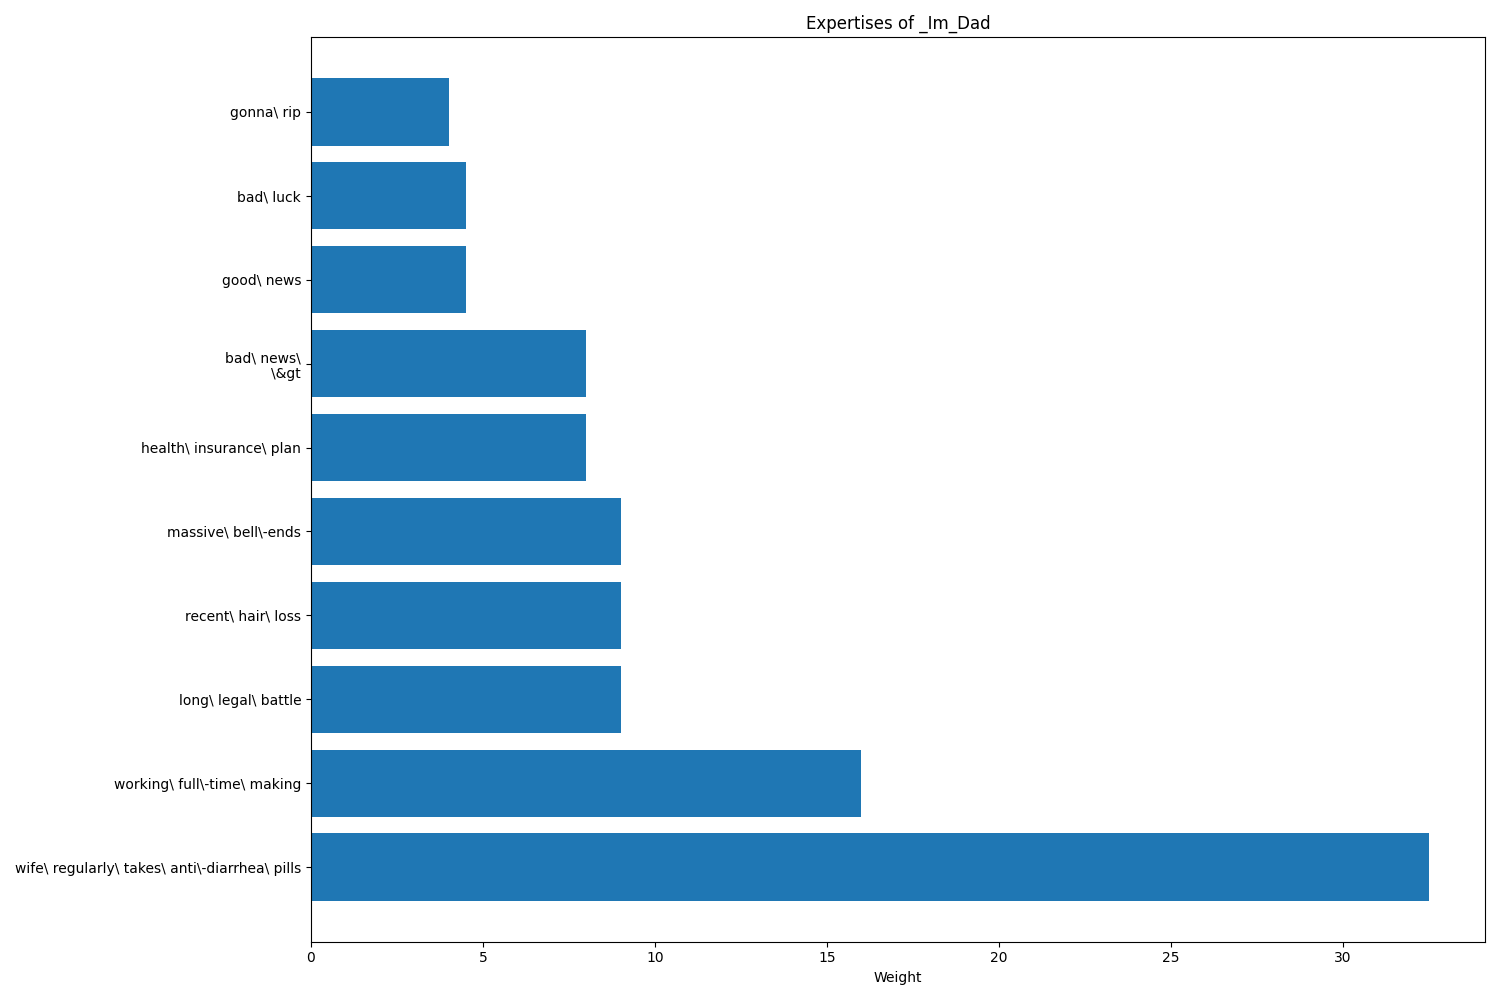 Expertises of _Im_Dad
gonna\ rip
bad\ luck
good\ news
bad\ news\
\&gt
health\ insurance\ plan
massive\ bell\-ends
recent\ hair\ loss
long\ legal\ battle
working\ full\-time\ making
wife\ regularly\ takes\ anti\-diarrhea\ pills
0 5 10 15 20 25 30
Weight